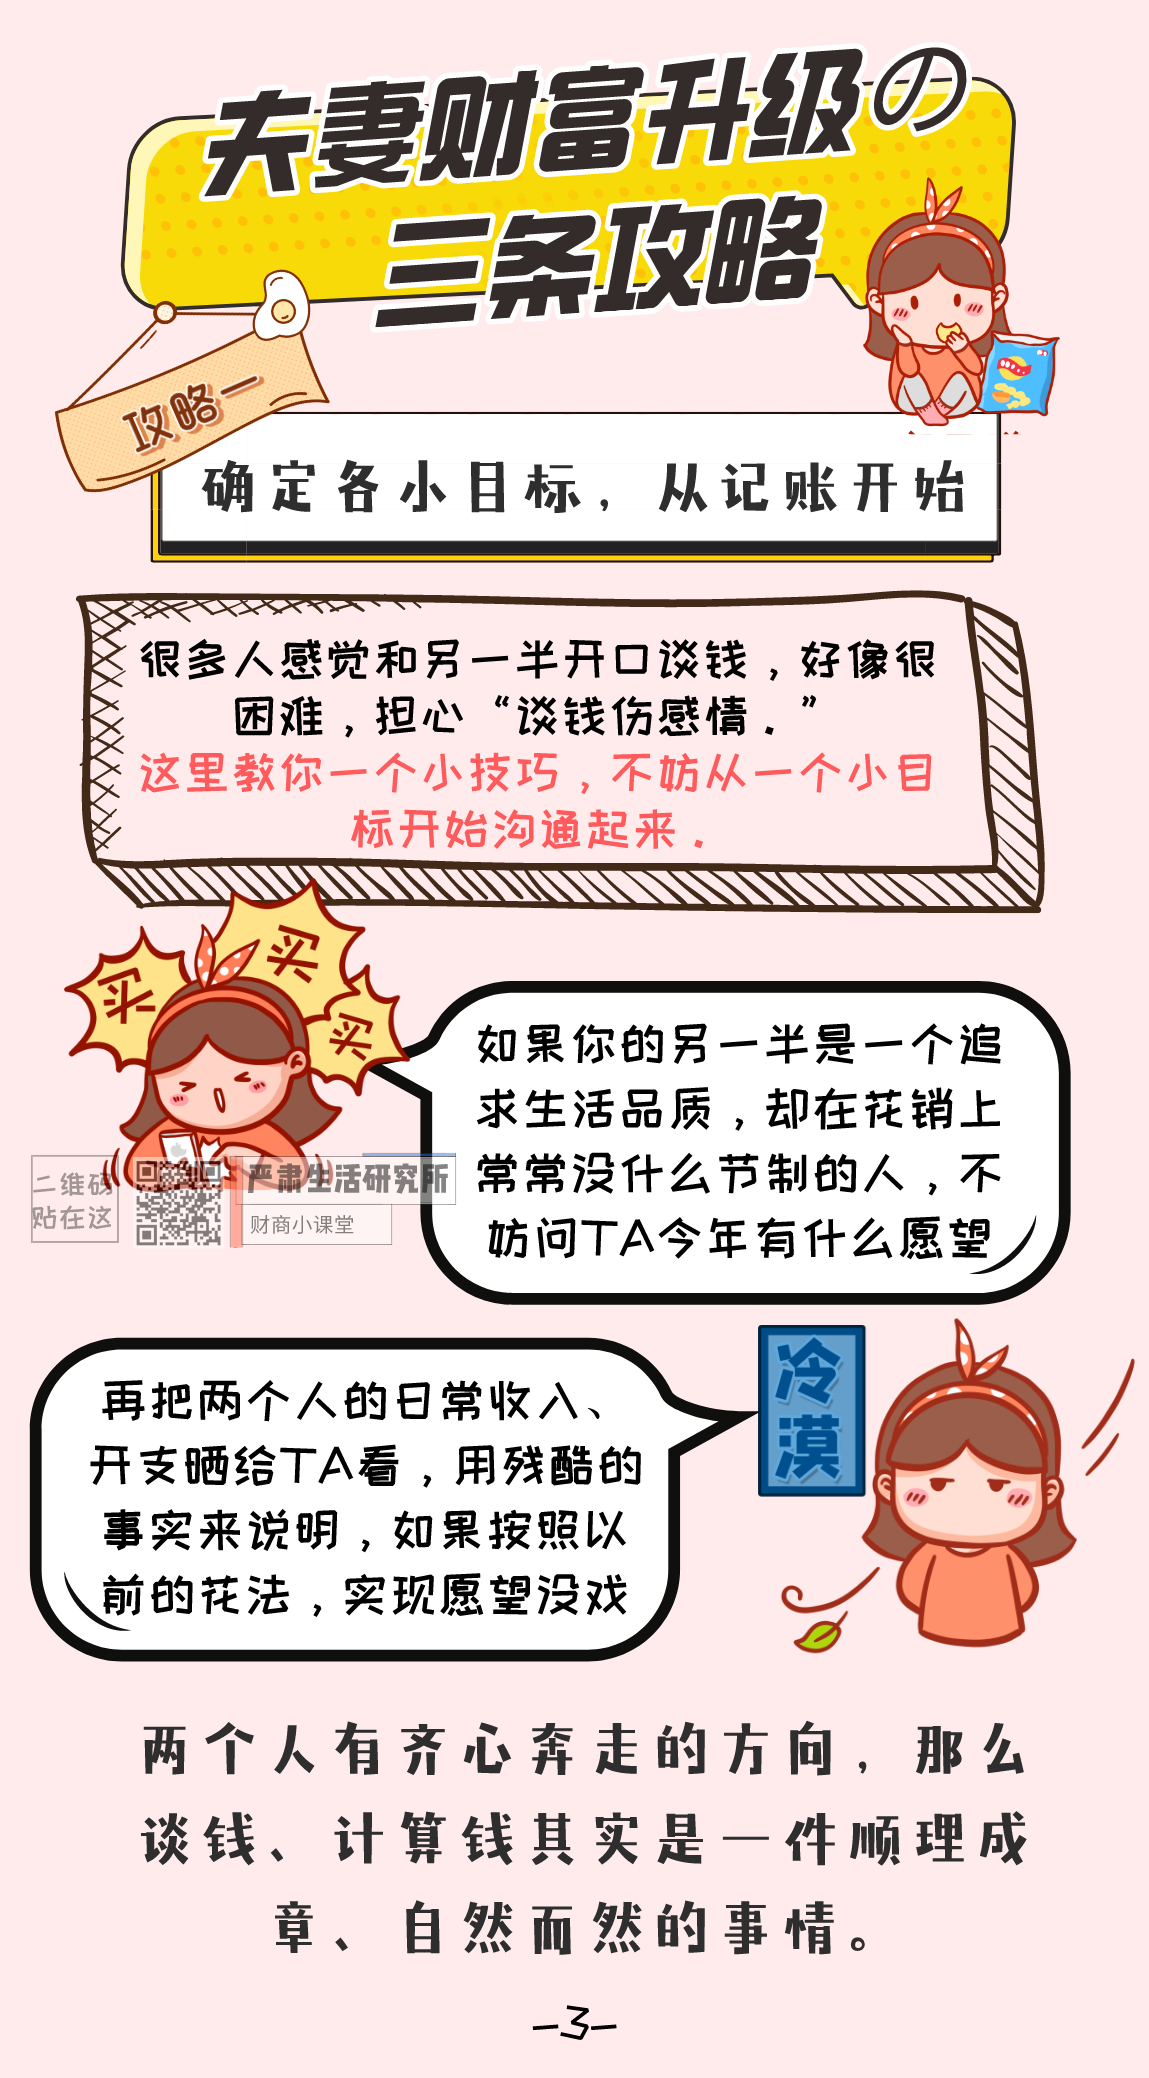 夫妻财富升级の
三条攻略
攻略一
确定各小目标，从记账开始
很多人感觉和另一半开口谈钱，好像很
困难，担心“谈钱伤感情．”
这里教你一个小技巧，不妨从一个小目
标开始沟通起来．
买
买
买
如果你的另一半是一个追
求生活品质，却在花销上
常常没什么节制的人，不
妨问TA今年有什么愿望
二维码
贴在这
严肃生活研究所
财商小课堂
冷
漠
再把两个人的日常收入、
开支晒给TA看，用残酷的
事实来说明，如果按照以
前的花法，实现愿望没戏
两个人有齐心奔走的方向，那么
谈钱、计算钱其实是一件顺理成
章、自然而然的事情。
-3-